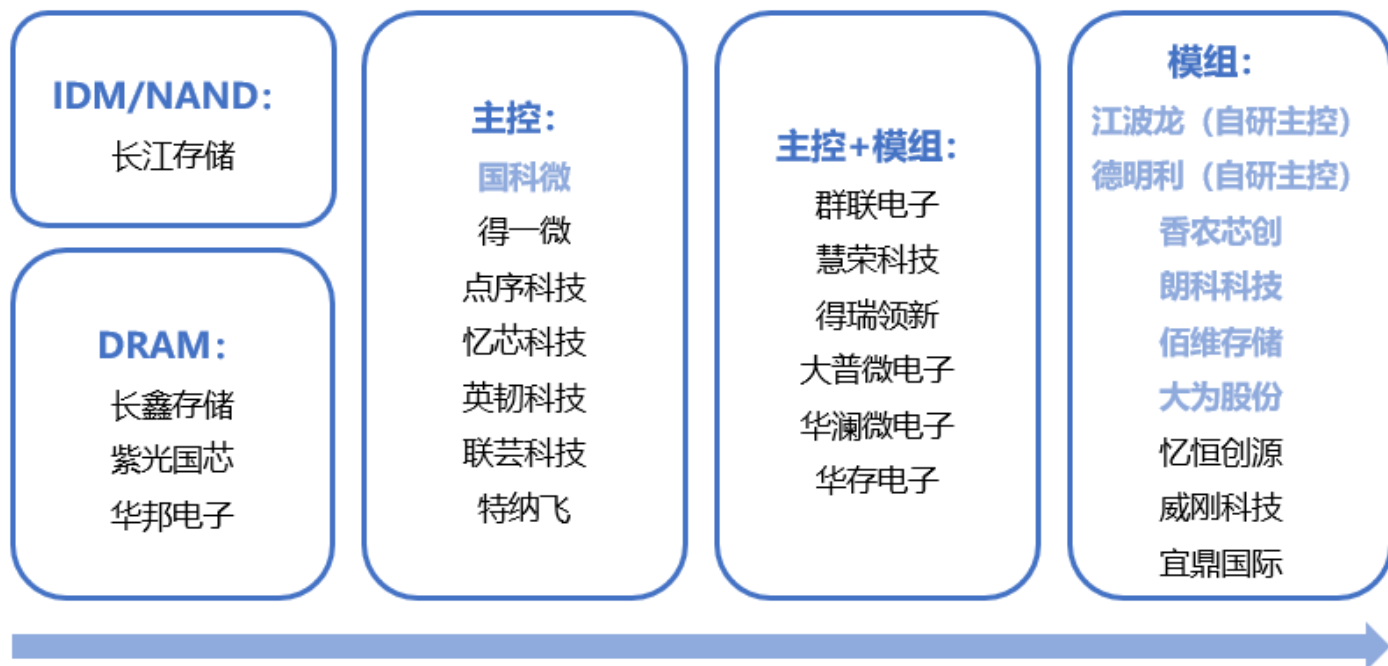 IDM/NAND：
长江存储
DRAM：
长鑫存储
紫光国芯
华邦电子
主控：
国科微
得一微
点序科技
忆芯科技
英韧科技
联芸科技
特纳飞
主控+模组：
群联电子
慧荣科技
得瑞领新
大普微电子
华澜微电子
华存电子
模组：
江波龙（自研主控）
德明利（自研主控）
香农芯创
朗科科技
佰维存储
大为股份
忆恒创源
威刚科技
宜鼎国际